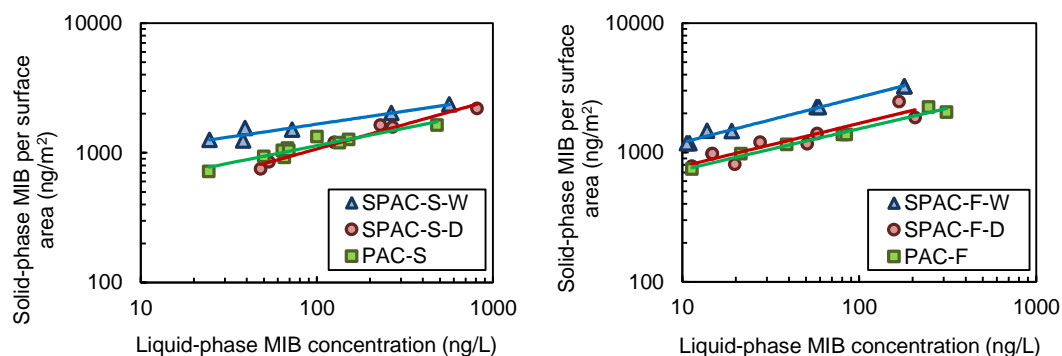 Solid-phase MIB per surface
area (ng/m²)
10000
1000
100
10
100
1000
SPAC-S-W
SPAC-S-D
PAC-S
Liquid-phase MIB concentration (ng/L)
Solid-phase MIB per surface
area (ng/m²)
10000
1000
100
10
100
1000
SPAC-F-W
SPAC-F-D
PAC-F
Liquid-phase MIB concentration (ng/L)